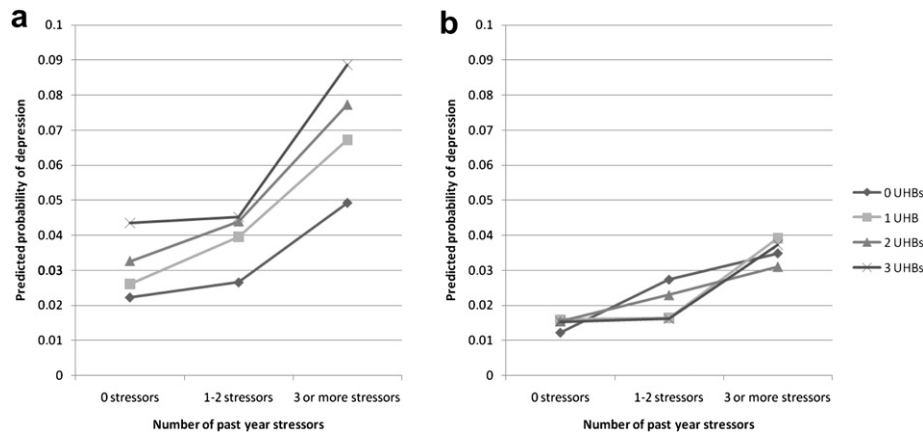 a
Predicted probability of depression
0.1
0.09
0.08
0.07
0.06
0.05
0.04
0.03
0.02
0.01
0
0 stressors
1-2 stressors
3 or more stressors
Number of past year stressors
b
Predicted probability of depression
0.1
0.09
0.08
0.07
0.06
0.05
0.04
0.03
0.02
0.01
0
0 stressors
1-2 stressors
3 or more stressors
Number of past year stressors
0 UHBs
1 UHB
2 UHBs
3 UHBs